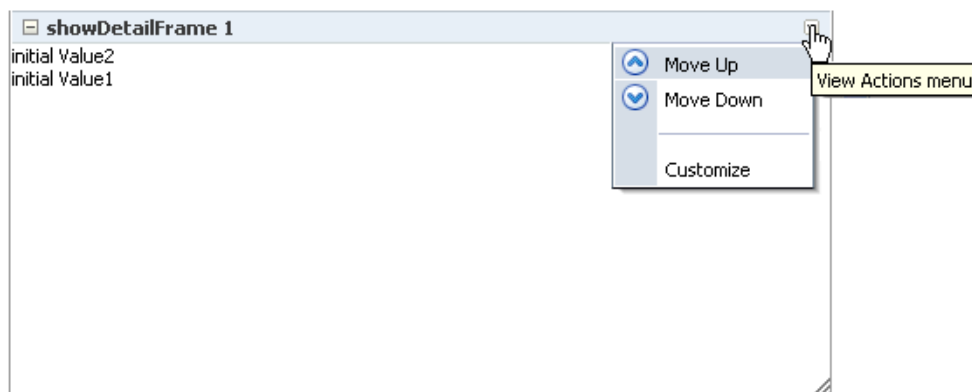 showDetailFrame 1
initial Value2
initial Value1
Move Up
View Actions menu
Move Down
Customize